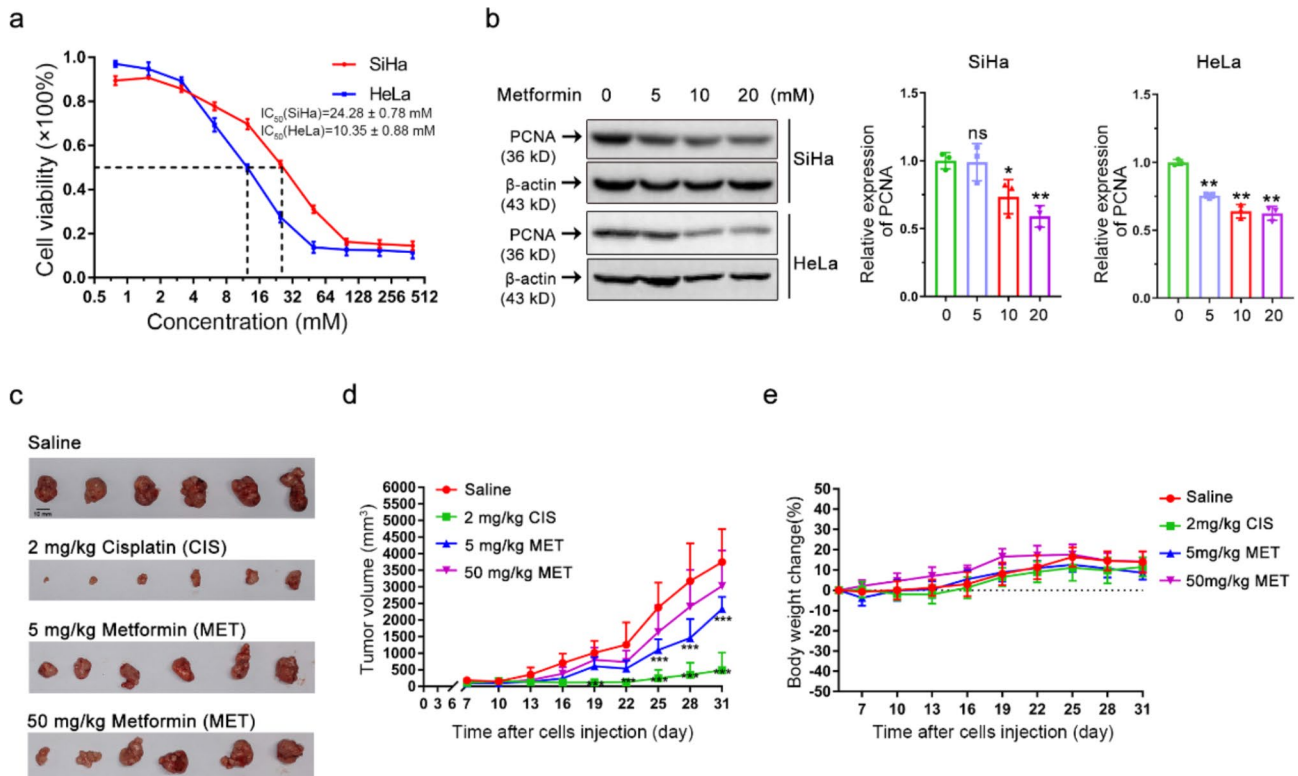 a
1.0
0.8
0.6
0.4
0.2
0.0
Cell viability (×100%)
SiHa
HeLa
IC50(SiHa)=24.28 ± 0.78 mM
IC50(HeLa)=10.35 ± 0.88 mM
0.5 1 2 4 8 16 32 64 128 256 512
Concentration (mM)
b
Metformin 0 5 10 20 (mM)
PCNA
(36 kD)
β-actin
(43 kD)
SiHa
PCNA
(36 kD)
β-actin
(43 kD)
HeLa
SiHa
1.5
1.0
0.5
0.0
Relative expression
of PCNA
ns
*
**
0 5 10 20
HeLa
1.5
1.0
0.5
0.0
Relative expression
of PCNA
** ** **
0 5 10 20
c
Saline
10 mm
2 mg/kg Cisplatin (CIS)
5 mg/kg Metformin (MET)
50 mg/kg Metformin (MET)
d
Saline
2 mg/kg CIS
5 mg/kg MET
50 mg/kg MET
6000
5500
5000
4500
4000
3500
3000
2500
2000
1500
1000
500
0
Tumor volume (mm3)
*** *** *** *** ***
*** *** ***
0 3 6 7 10 13 16 19 22 25 28 31
Time after cells injection (day)
e
50
40
30
20
10
0
-10
-20
-30
-40
-50
Body weight change(%)
7 10 13 16 19 22 25 28 31
Time after cells injection (day)
Saline
2mg/kg CIS
5mg/kg MET
50mg/kg MET